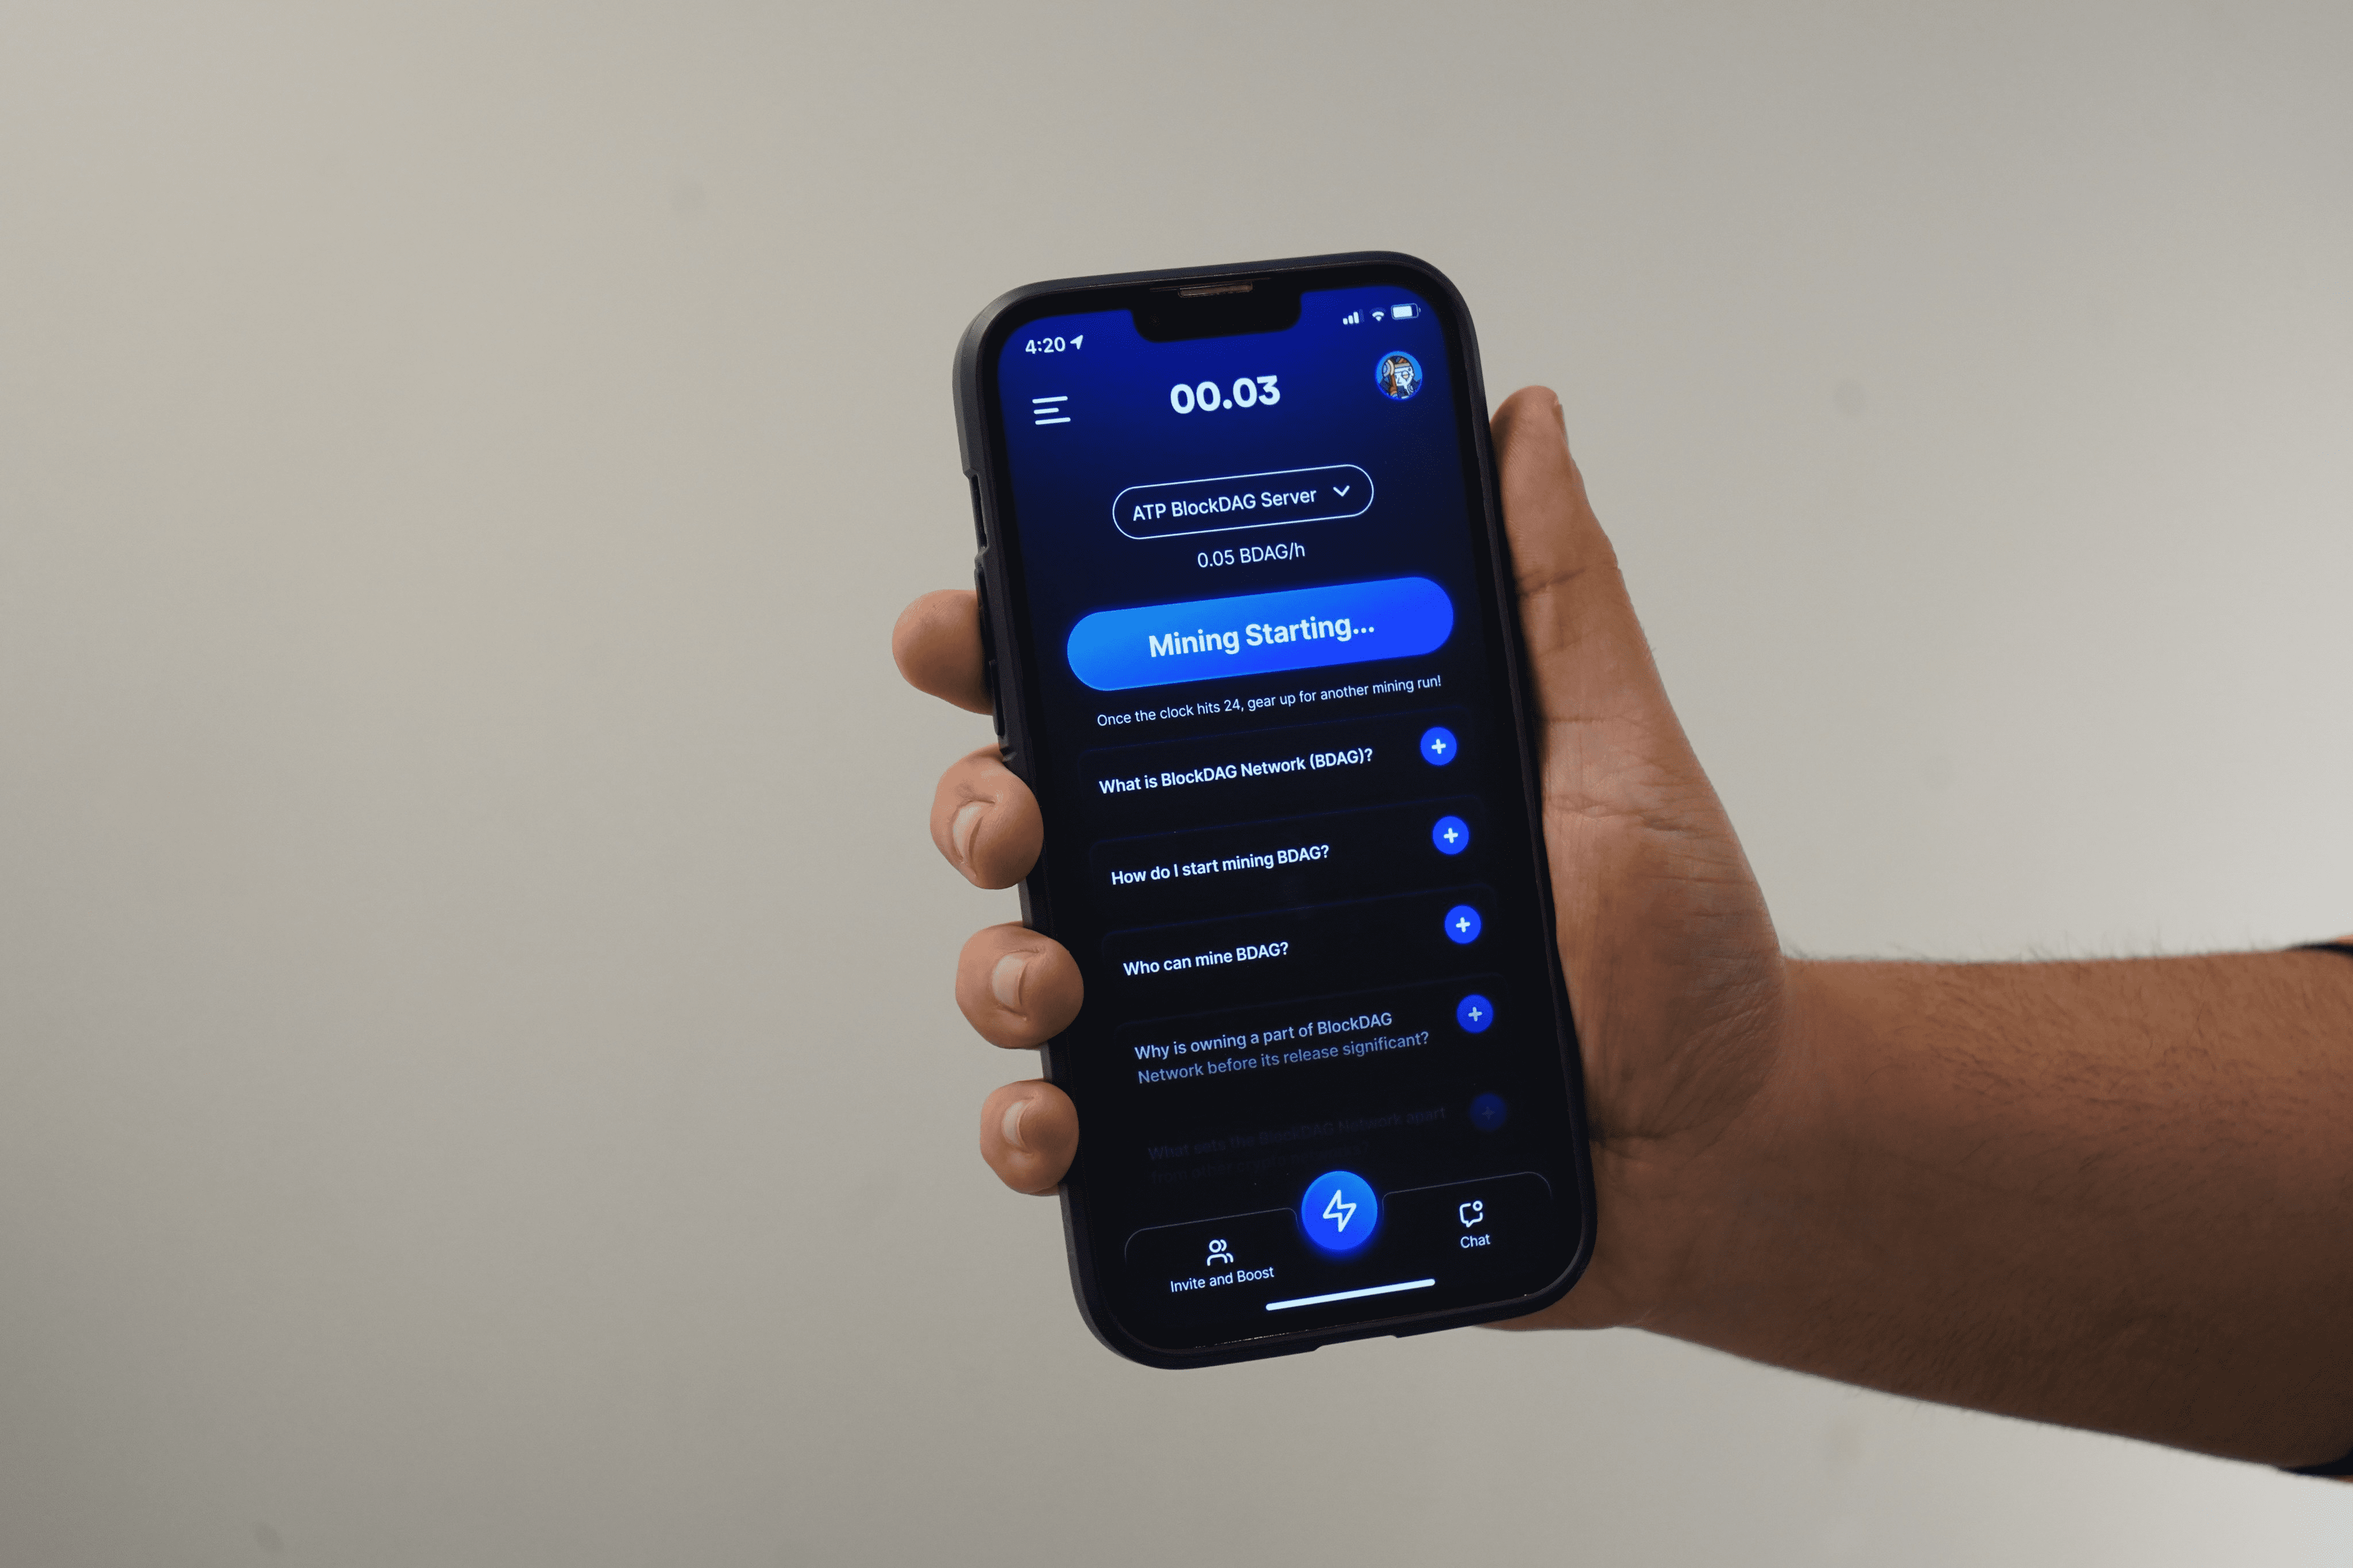 4:20
00.03
ATP BlockDAG Server
0.05 BDAG/h
Mining Starting...
Once the clock hits 24, gear up for another mining run!
What is BlockDAG Network (BDAG)?
How do I start mining BDAG?
Who can mine BDAG?
Why is owning a part of BlockDAG
Network before its release significant?
What sets the BlockDAG Network apart
from other crypto
Invite and Boost
Chat